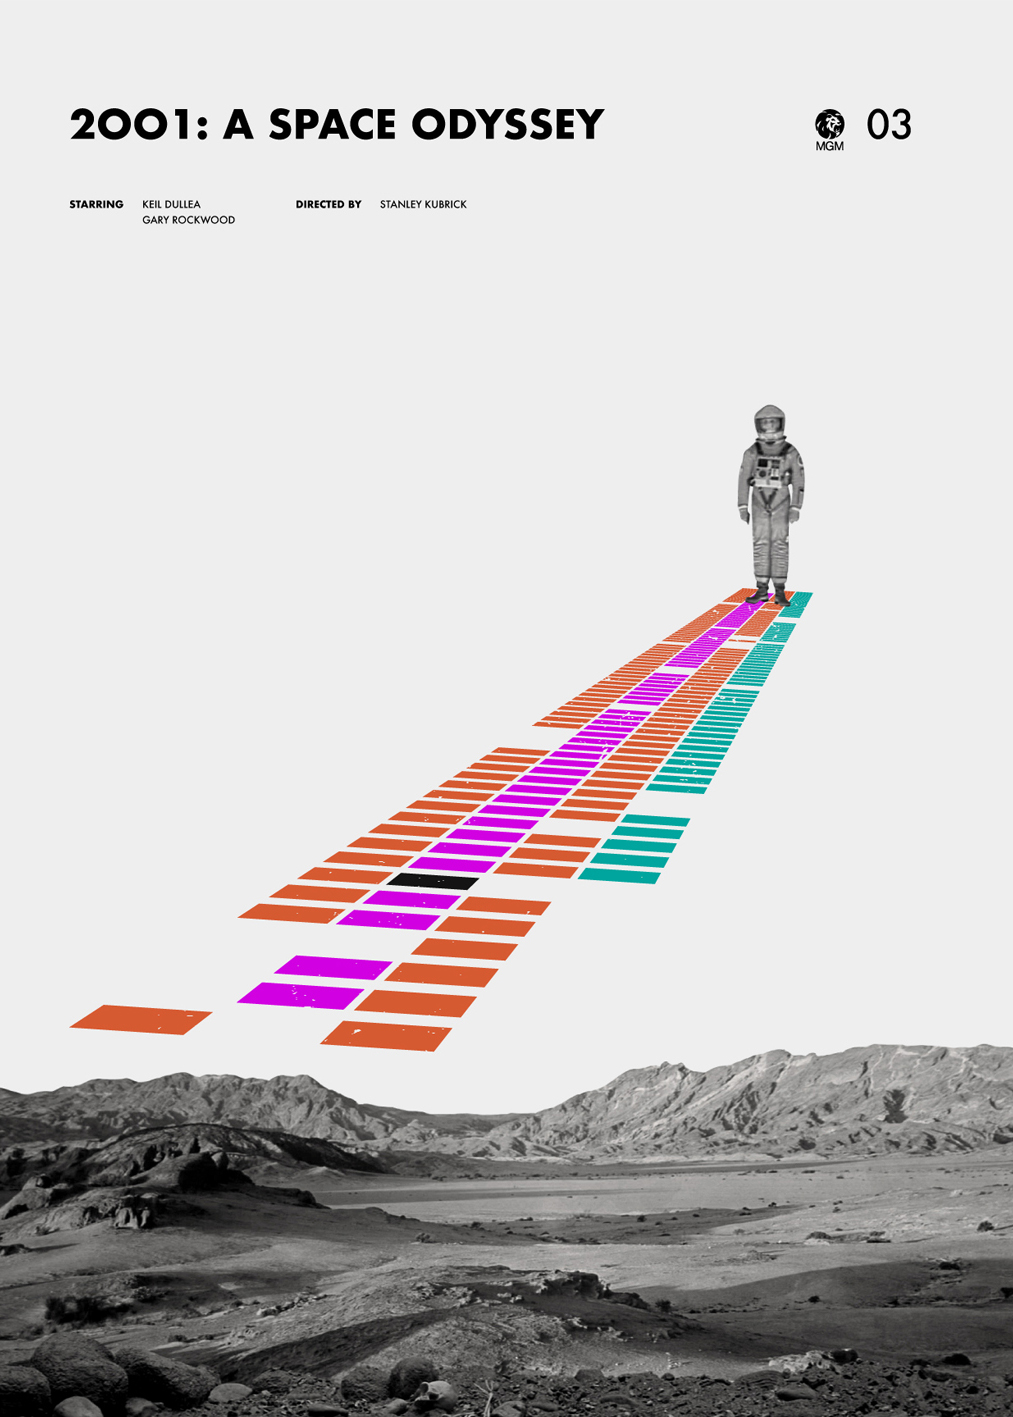 2001: A SPACE ODYSSEY
MGM
03
STARRING KEIL DULLEA
GARY ROCKWOOD
DIRECTED BY STANLEY KUBRICK